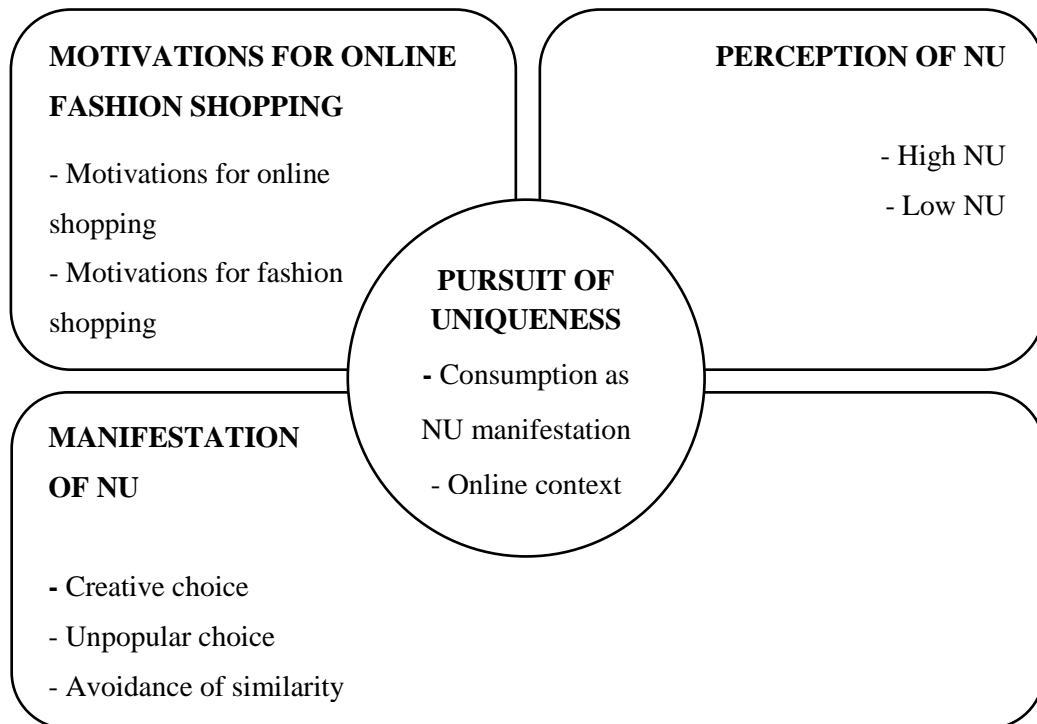 MOTIVATIONS FOR ONLINE
FASHION SHOPPING
- Motivations for online
shopping
- Motivations for fashion
shopping
PERCEPTION OF NU
- High NU
- Low NU
PURSUIT OF
UNIQUENESS
- Consumption as
NU manifestation
- Online context
MANIFESTATION
OF NU
- Creative choice
- Unpopular choice
- Avoidance of similarity